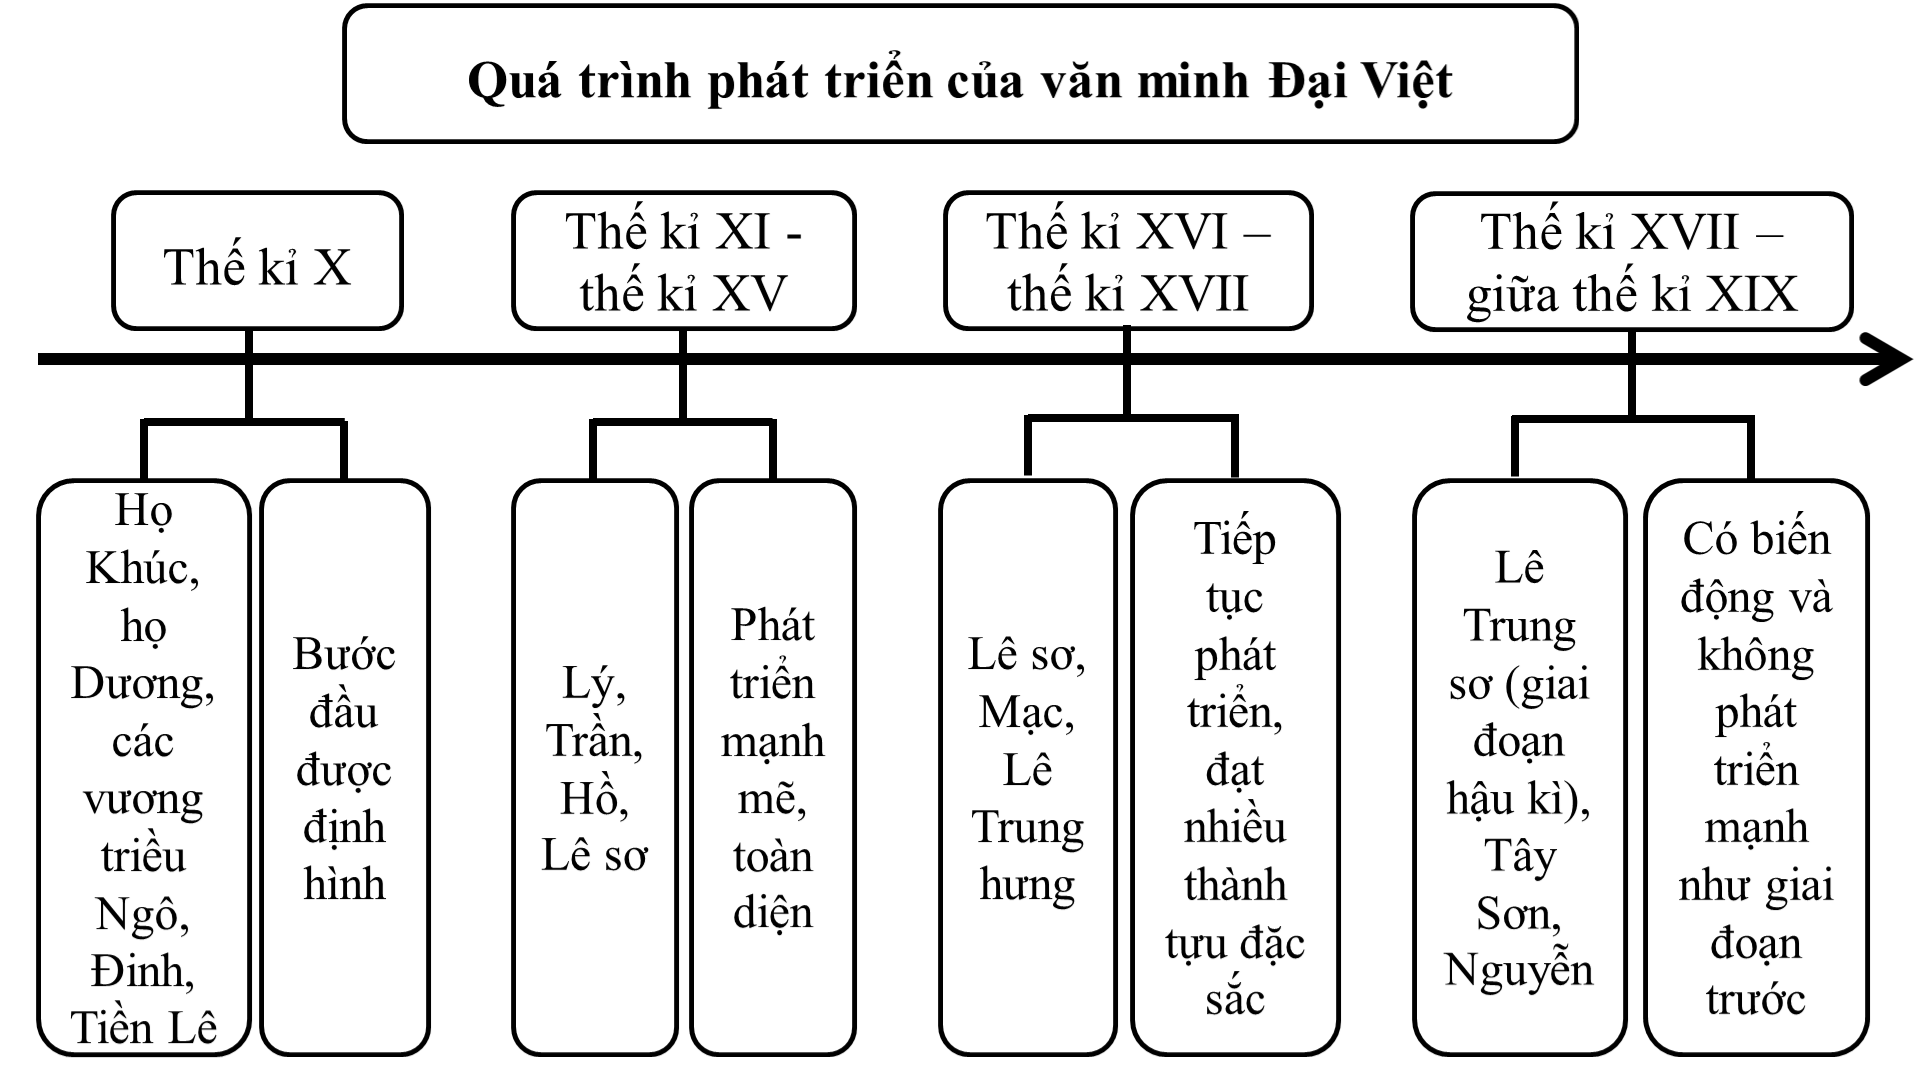 Quá trình phát triển của văn minh Đại Việt
Thế kỉ X
Thế kỉ XI -
thế kỉ XV
Thế kỉ XVI –
thế kỉ XVII
Thế kỉ XVII –
giữa thế kỉ XIX
Họ
Khúc,
họ
Dương,
các
vương
triều
Ngô,
Đinh,
Tiền Lê
Bước
đầu
được
định
hình
Lý,
Trần,
Hồ,
Lê sơ
Phát
triển
mạnh
mẽ,
toàn
diện
Lê sơ,
Mạc,
Lê
Trung
hưng
Tiếp
tục
phát
triển,
đạt
nhiều
thành
tựu đặc
sắc
Lê
Trung
sơ (giai
đoạn
hậu kì),
Tây
Sơn,
Nguyễn
Có biến
động và
không
phát
triển
mạnh
như giai
đoạn
trước